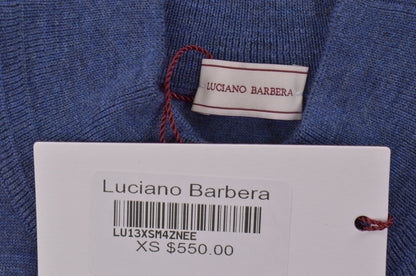 LUCIANO BARBERA
Luciano Barbera
LU13XSM4ZNEE
XS $550.00